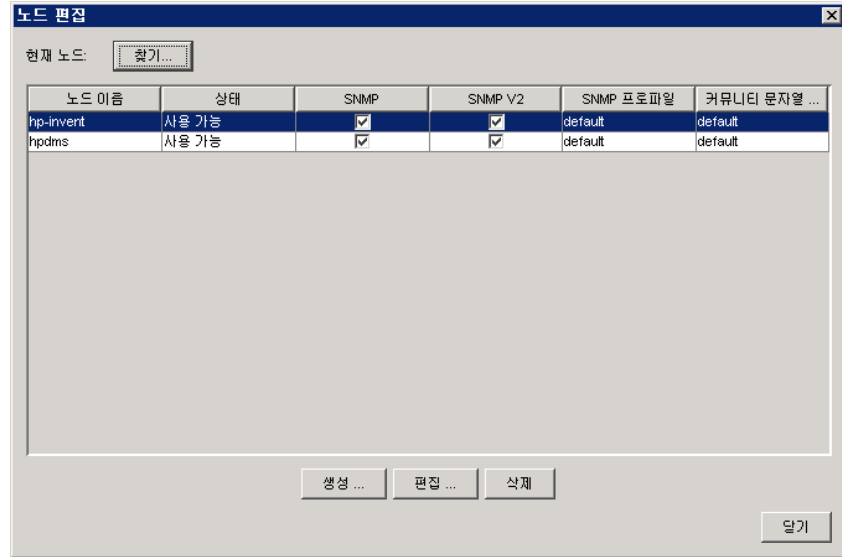 노드 편집
현재 노드: 찾기...
노드 이름 상태 SNMP SNMP V2 SNMP 프로파일 커뮤니티 문자열 ...
hp-invent 사용 가능 default default
hpdms 사용 가능 default default
생성 ... 편집 ... 삭제
닫기